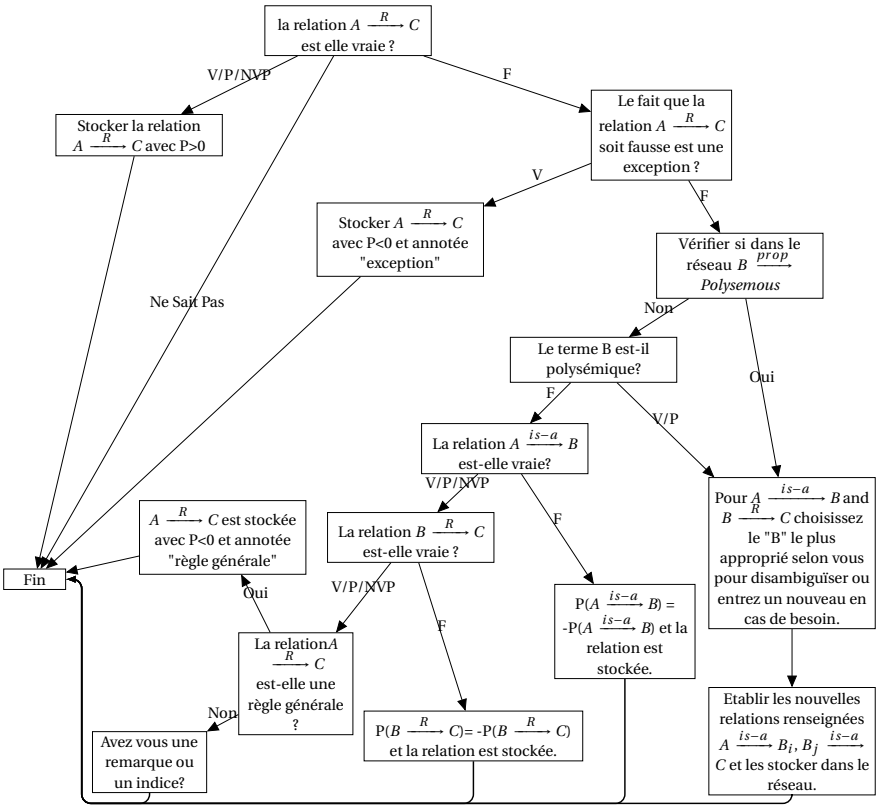 la relation A —R→ C
est elle vraie ?
V/P/NVP
F
Stocker la relation
A —R→ C avec P>0
Le fait que la
relation A —R→ C
soit fausse est une
exception ?
V
F
Stocker A —R→ C
avec P<0 et annotée
"exception"
Vérifier si dans le
réseau B —prop→
Polysemous
Ne Sait Pas
Non
Oui
Le terme B est-il
polysémique?
F
V/P
La relation A —is−a→ B
est-elle vraie?
V/P/NVP
F
Pour A —is−a→ B and
B —R→ C choisissez
le "B" le plus
approprié selon vous
pour disambiguïser ou
entrez un nouveau en
cas de besoin.
A —R→ C est stockée
avec P<0 et annotée
"règle générale"
La relation B —R→ C
est-elle vraie ?
Fin
V/P/NVP
F
Oui
P(A —is−a→ B) =
-P(A —is−a→ B) et la
relation est
stockée.
La relationA
—R→ C
est-elle une
règle générale
?
Non
P(B —R→ C)= -P(B —R→ C)
et la relation est stockée.
Etablir les nouvelles
relations renseignées
A —is−a→ Bi, Bj —is−a→
C et les stocker dans le
réseau.
Avez vous une
remarque ou
un indice?